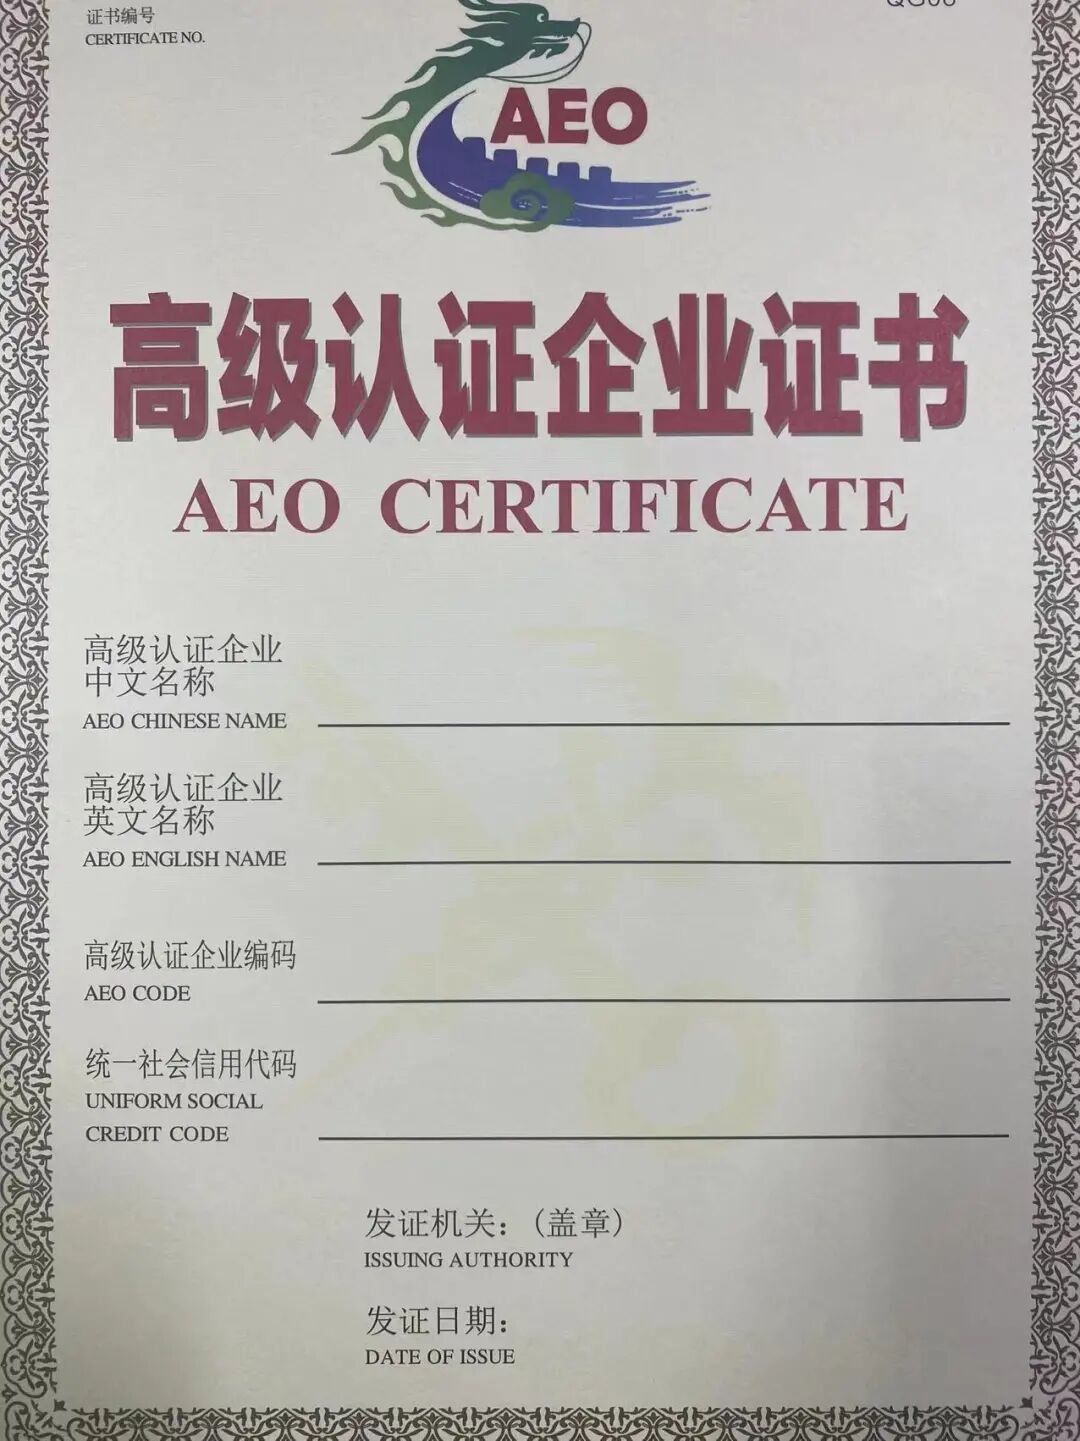 证书编号
CERTIFICATE NO.
AEO
高级认证企业证书
AEO CERTIFICATE
高级认证企业
中文名称
AEO CHINESE NAME
高级认证企业
英文名称
AEO ENGLISH NAME
高级认证企业编码
AEO CODE
统一社会信用代码
UNIFORM SOCIAL
CREDIT CODE
发证机关：（盖章）
ISSUING AUTHORITY
发证日期：
DATE OF ISSUE